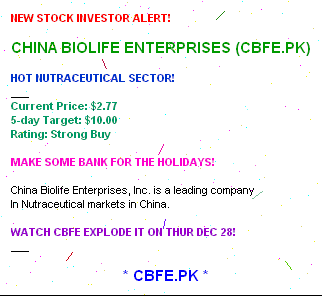 NEW STOCK INVESTOR ALERT!
CHINA BIOLIFE ENTERPRISES (CBFE.PK)
HOT NUTRACEUTICAL SECTOR!
Current Price: $2.77
5-day Target: $10.00
Rating: Strong Buy
MAKE SOME BANK FOR THE HOLIDAYS!
China Biolife Enterprises, Inc. is a leading company
In Nutraceutical markets in China.
WATCH CBFE EXPLODE IT ON THUR DEC 28!
* CBFE.PK *